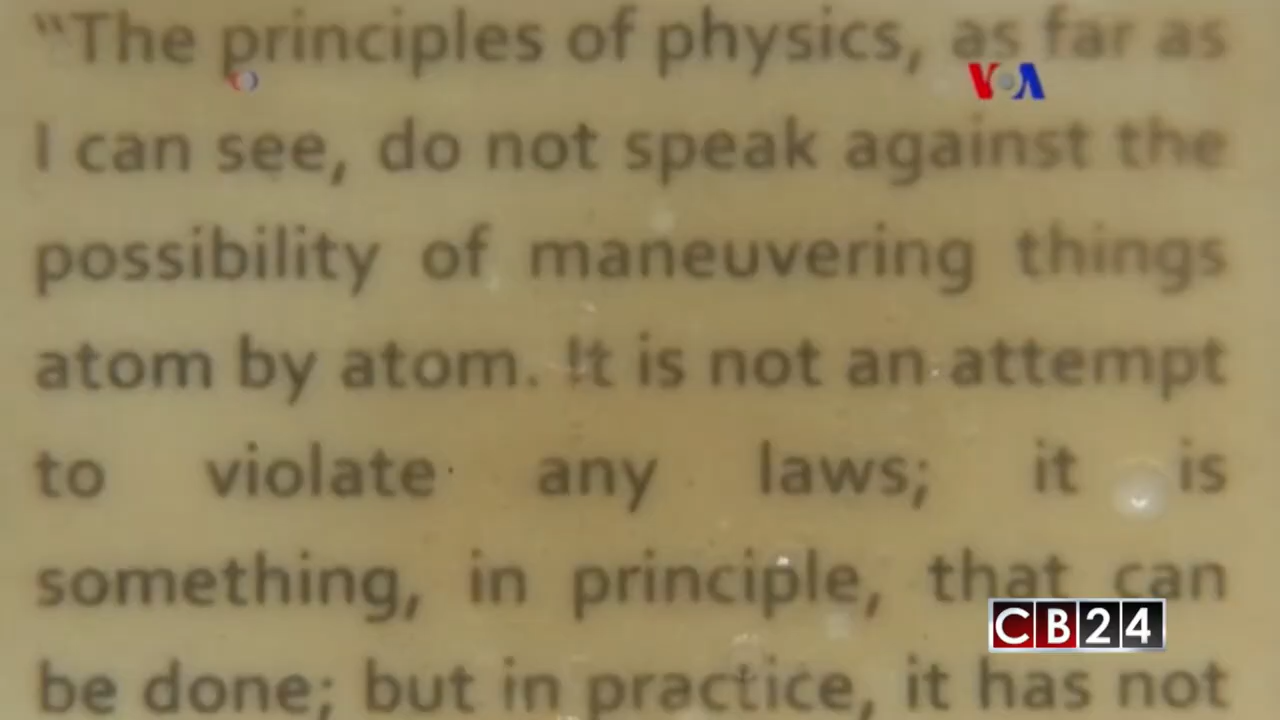 “The principles of physics, as far as
VOA
I can see, do not speak against the
possibility of maneuvering things
atom by atom. It is not an attempt
to violate any laws; it is
something, in principle, that can
CB24
be done; but in practice, it has not